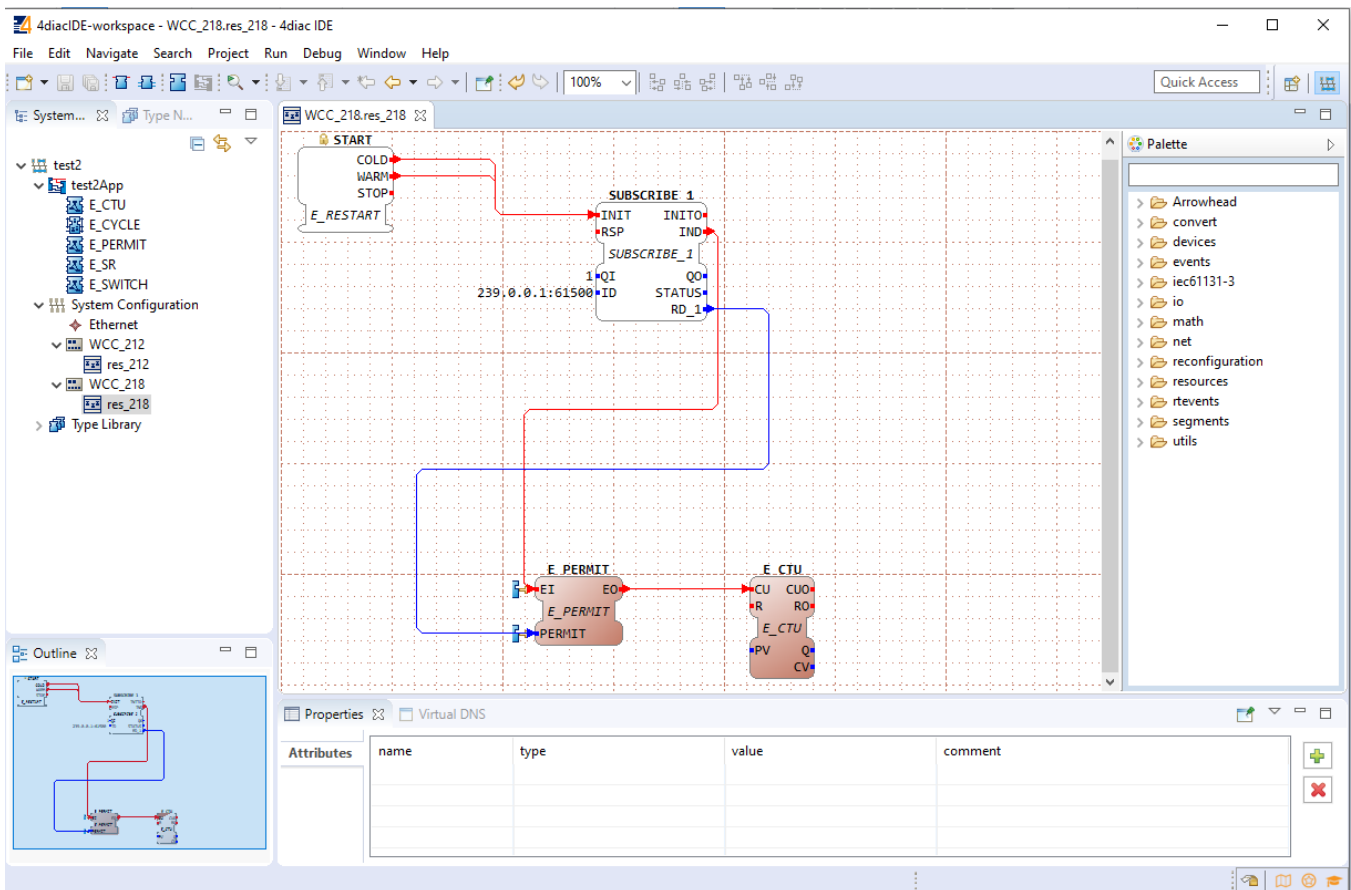 4diacIDE-workspace - WCC_218.res_218 - 4diac IDE
File Edit Navigate Search Project Run Debug Window Help
100%
Quick Access
System...
Type N...
WCC_218.res_218
test2
test2App
E_CTU
E_CYCLE
E_PERMIT
E_SR
E_SWITCH
System Configuration
Ethernet
WCC_212
res_212
WCC_218
res_218
Type Library
START
COLD
WARM
STOP
E_RESTART
SUBSCRIBE_1
INIT INITO
RSP IND
SUBSCRIBE_1
1 QI QO
239.0.0.1:61500 ID STATUS
RD_1
E_PERMIT
EI EO
E_PERMIT
PERMIT
E_CTU
CU CUO
R RO
E_CTU
PV Q
CV
Palette
Arrowhead
convert
devices
events
iec61131-3
io
math
net
reconfiguration
resources
rtevents
segments
utils
Outline
Properties
Virtual DNS
Attributes
name type value comment